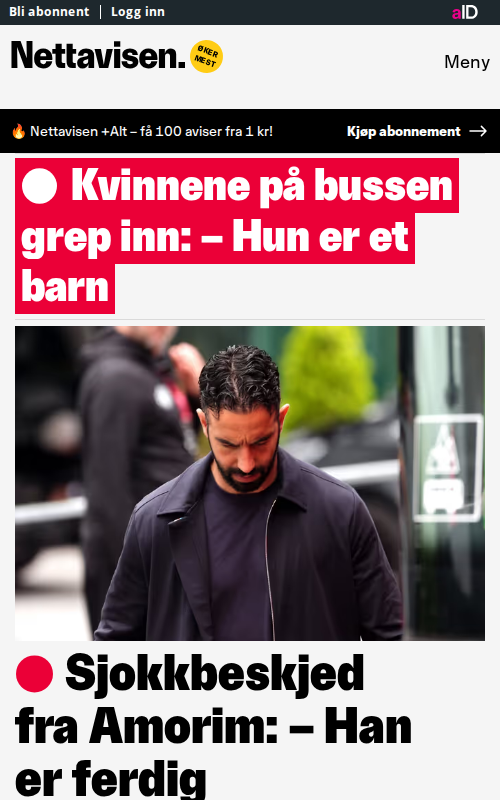 Bli abonnent
Logg inn
aID
Nettavisen.
ØKER
MEST
Meny
🔥 Nettavisen +Alt – få 100 aviser fra 1 kr!
Kjøp abonnement →
Kvinnene på bussen
grep inn: – Hun er et
barn
Sjokkbeskjed
fra Amorim: – Han
er ferdig